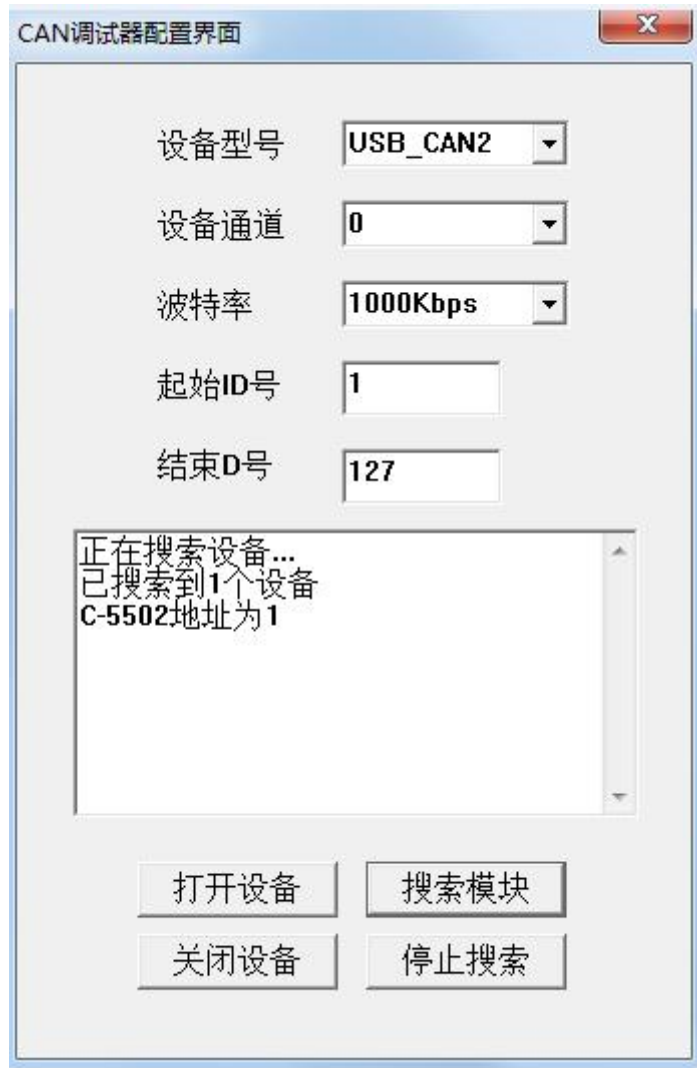 CAN调试器配置界面
设备型号 USB_CAN2
设备通道 0
波特率 1000Kbps
起始ID号 1
结束D号 127
正在搜索设备...
已搜索到1个设备
C-5502地址为1
打开设备 搜索模块
关闭设备 停止搜索